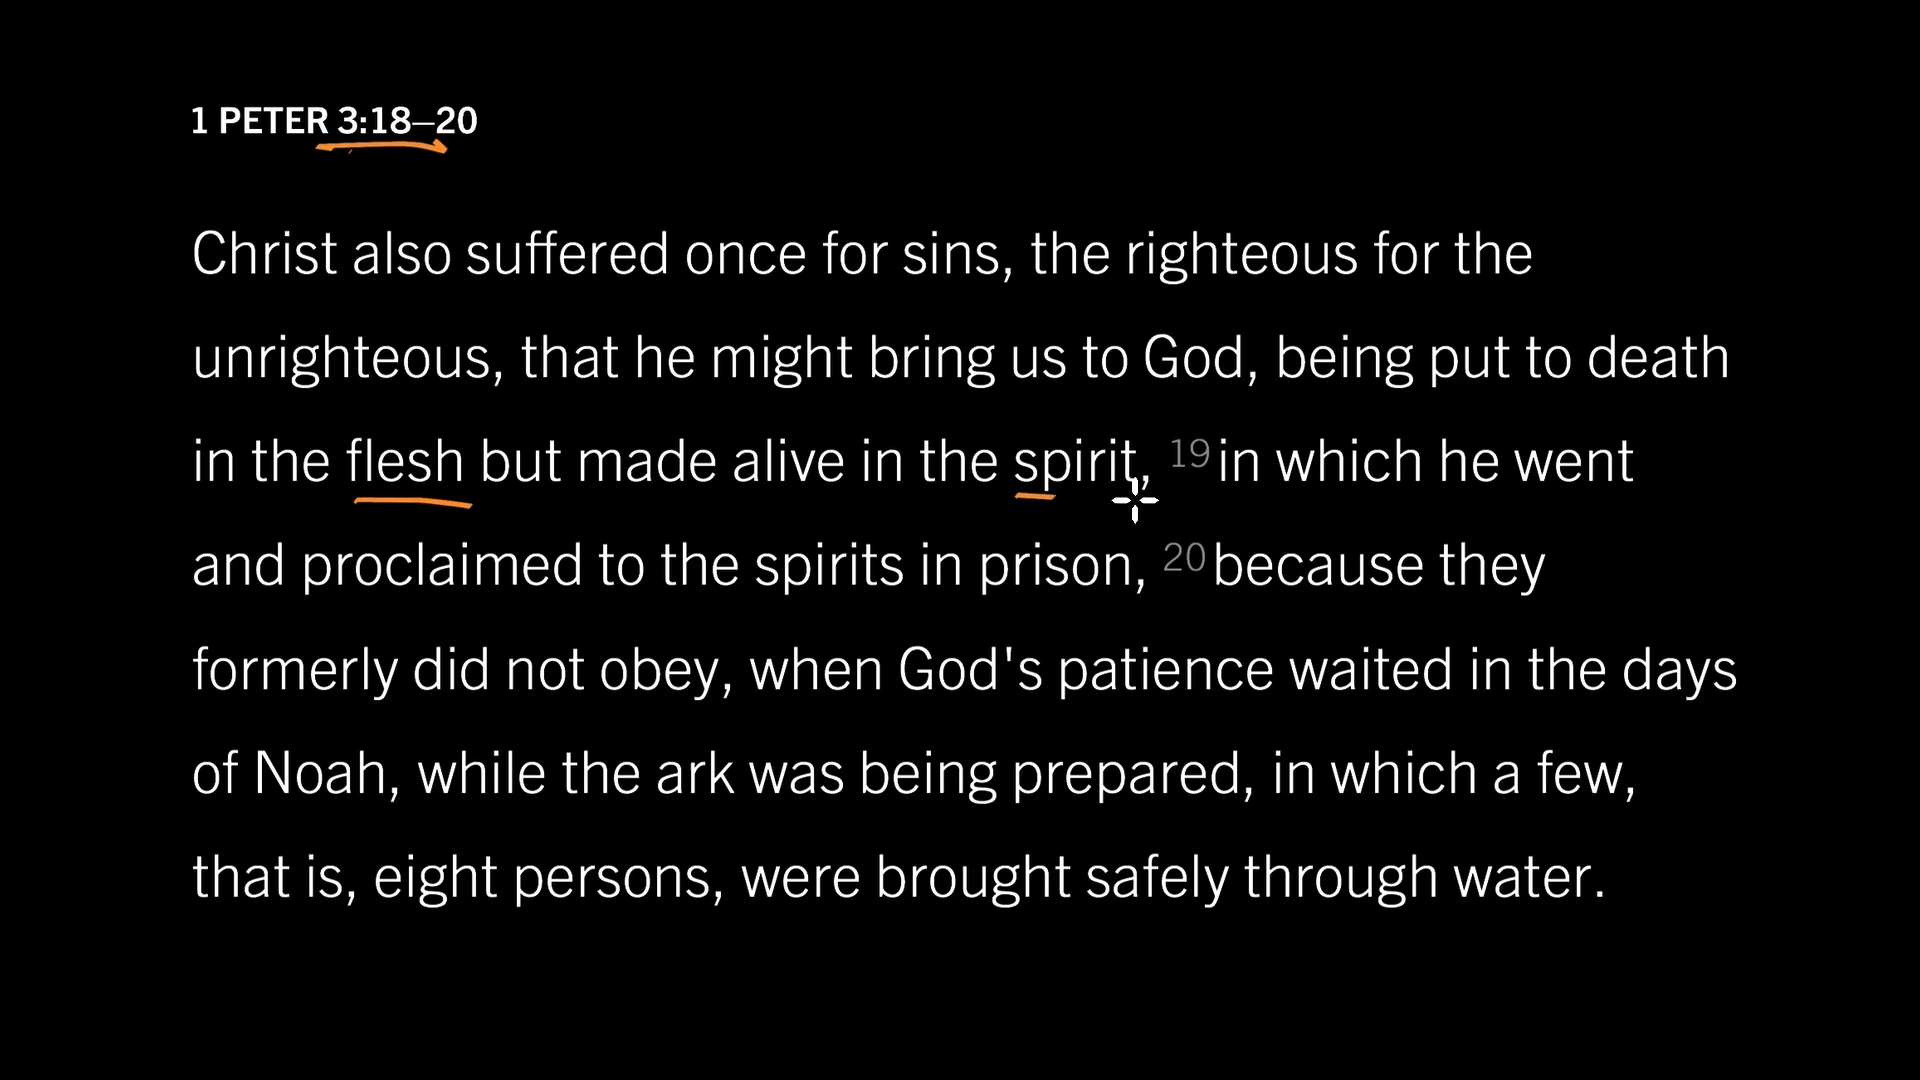 1 PETER 3:18–20
Christ also suffered once for sins, the righteous for the
unrighteous, that he might bring us to God, being put to death
in the flesh but made alive in the spirit, 19 in which he went
and proclaimed to the spirits in prison, 20 because they
formerly did not obey, when God's patience waited in the days
of Noah, while the ark was being prepared, in which a few,
that is, eight persons, were brought safely through water.